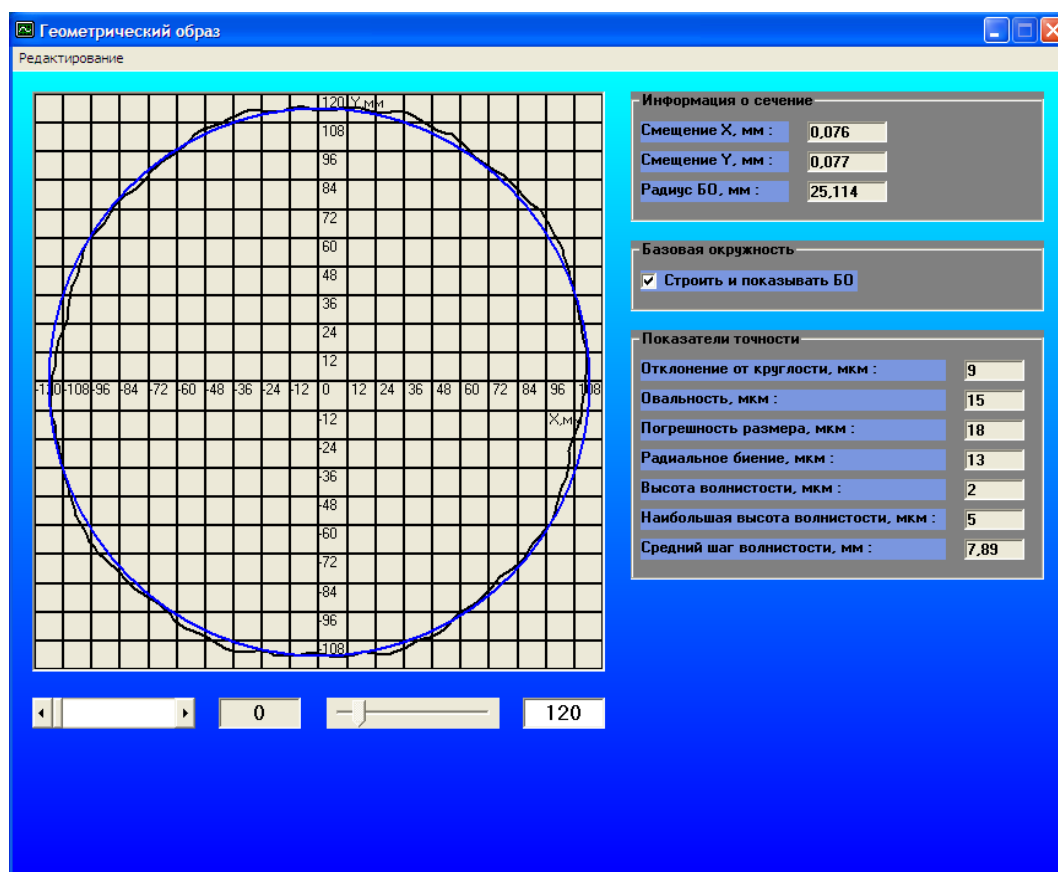 Геометрический образ
Редактирование
120 Y,мм
108
96
84
72
60
48
36
24
12
-120 -108 -96 -84 -72 -60 -48 -36 -24 -12 0 12 24 36 48 60 72 84 96 108
-12 X,мм
-24
-36
-48
-60
-72
-84
-96
-108
0
120
Информация о сечение
Смещение X, мм : 0,076
Смещение Y, мм : 0,077
Радиус БО, мм : 25,114
Базовая окружность
Строить и показывать БО
Показатели точности
Отклонение от круглости, мкм : 9
Овальность, мкм : 15
Погрешность размера, мкм : 18
Радиальное биение, мкм : 13
Высота волнистости, мкм : 2
Наибольшая высота волнистости, мкм : 5
Средний шаг волнистости, мм : 7,89